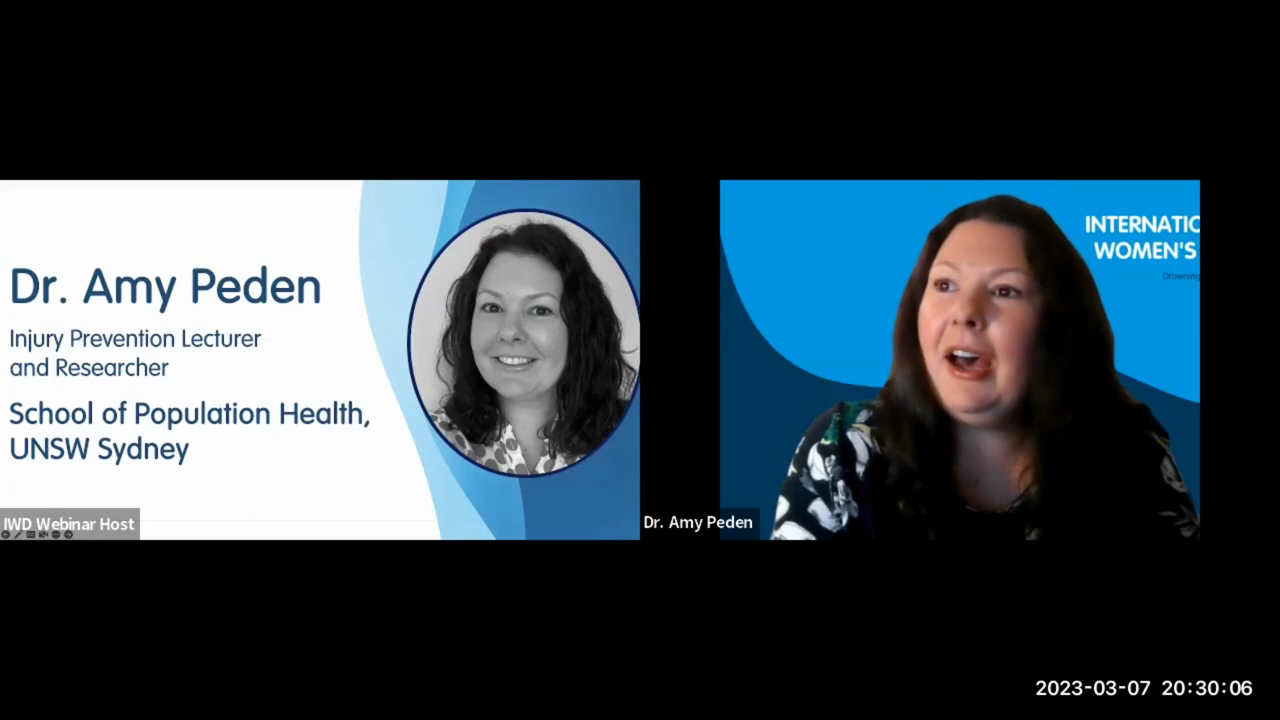 Dr. Amy Peden
Injury Prevention Lecturer
and Researcher
School of Population Health,
UNSW Sydney
IWD Webinar Host
INTERNATIC
WOMEN'S
Drowning
Dr. Amy Peden
2023-03-07 20:30:06